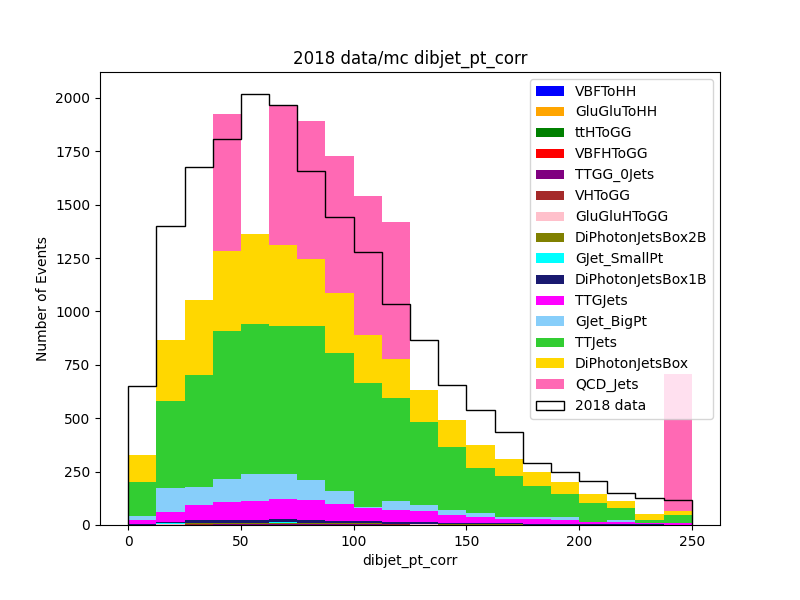 2018 data/mc dibjet_pt_corr
Number of Events
2000
1750
1500
1250
1000
750
500
250
0
0
50
100
150
200
250
dibjet_pt_corr
VBFToHH
GluGluToHH
ttHToGG
VBFHToGG
TTGG_0Jets
VHToGG
GluGluHToGG
DiPhotonJetsBox2B
GJet_SmallPt
DiPhotonJetsBox1B
TTGJets
GJet_BigPt
TTJets
DiPhotonJetsBox
QCD_Jets
2018 data